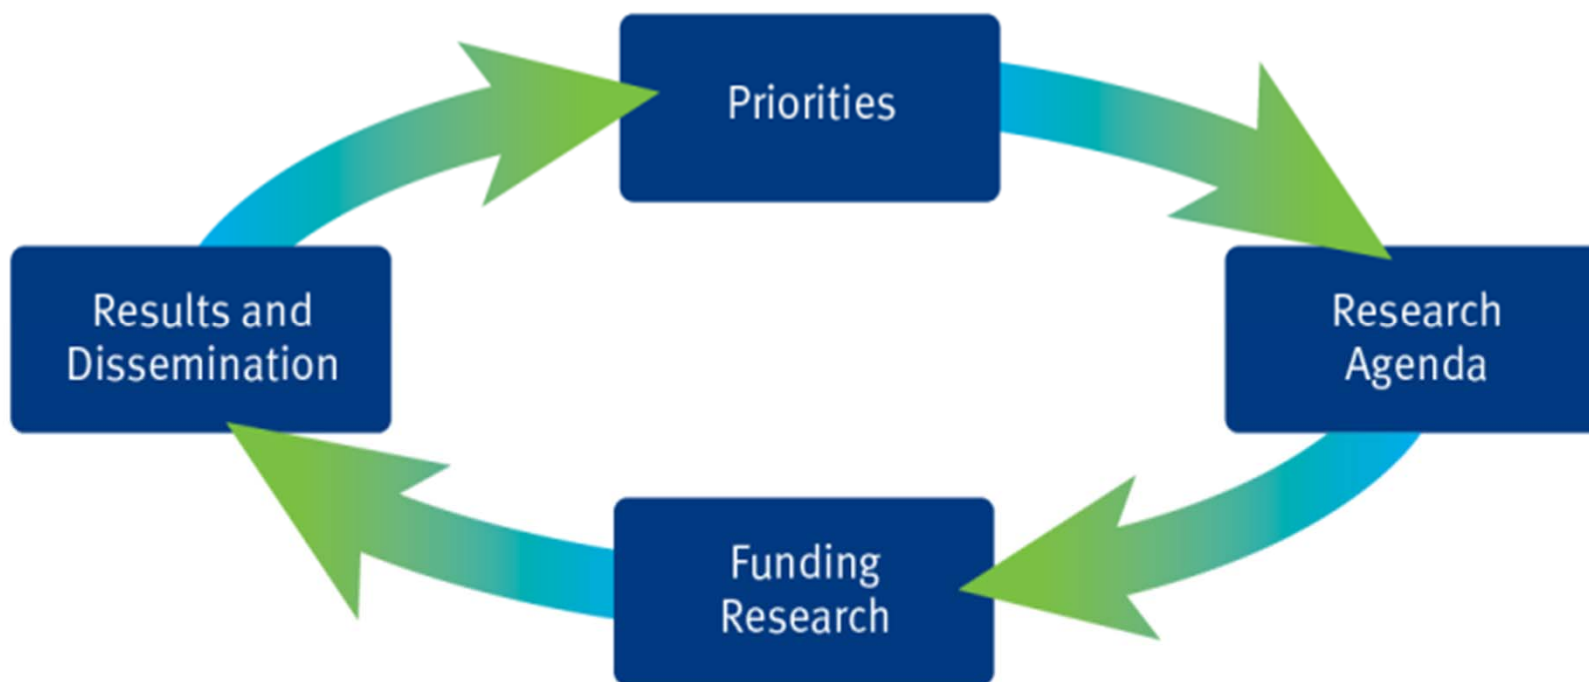 Priorities
Research
Agenda
Funding
Research
Results and
Dissemination